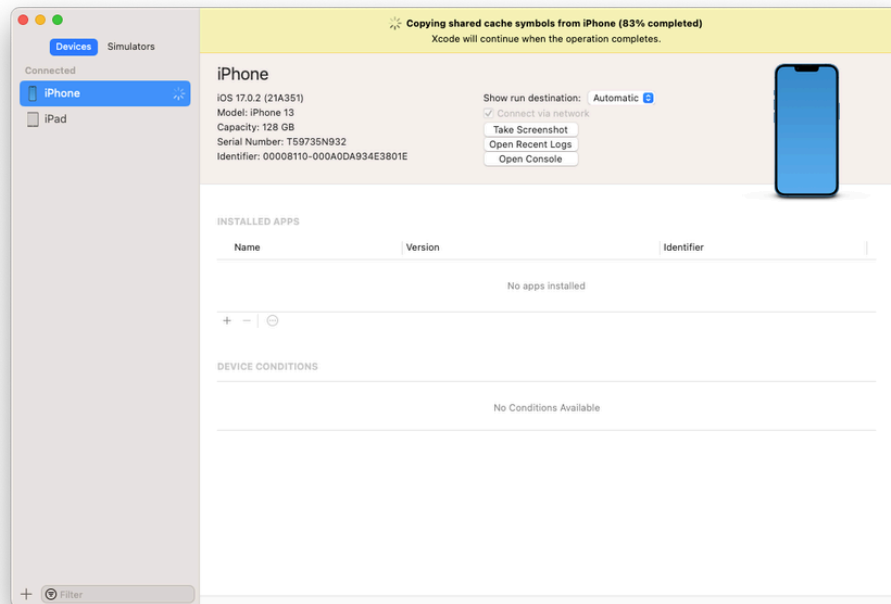 Copying shared cache symbols from iPhone (83% completed)
Xcode will continue when the operation completes.
Devices
Simulators
Connected
iPhone
iPad
iPhone
iOS 17.0.2 (21A351)
Model: iPhone 13
Capacity: 128 GB
Serial Number: T59735N932
Identifier: 00008110-000A0DA934E3801E
Show run destination: Automatic
Connect via network
Take Screenshot
Open Recent Logs
Open Console
INSTALLED APPS
Name Version Identifier
No apps installed
DEVICE CONDITIONS
No Conditions Available
Filter